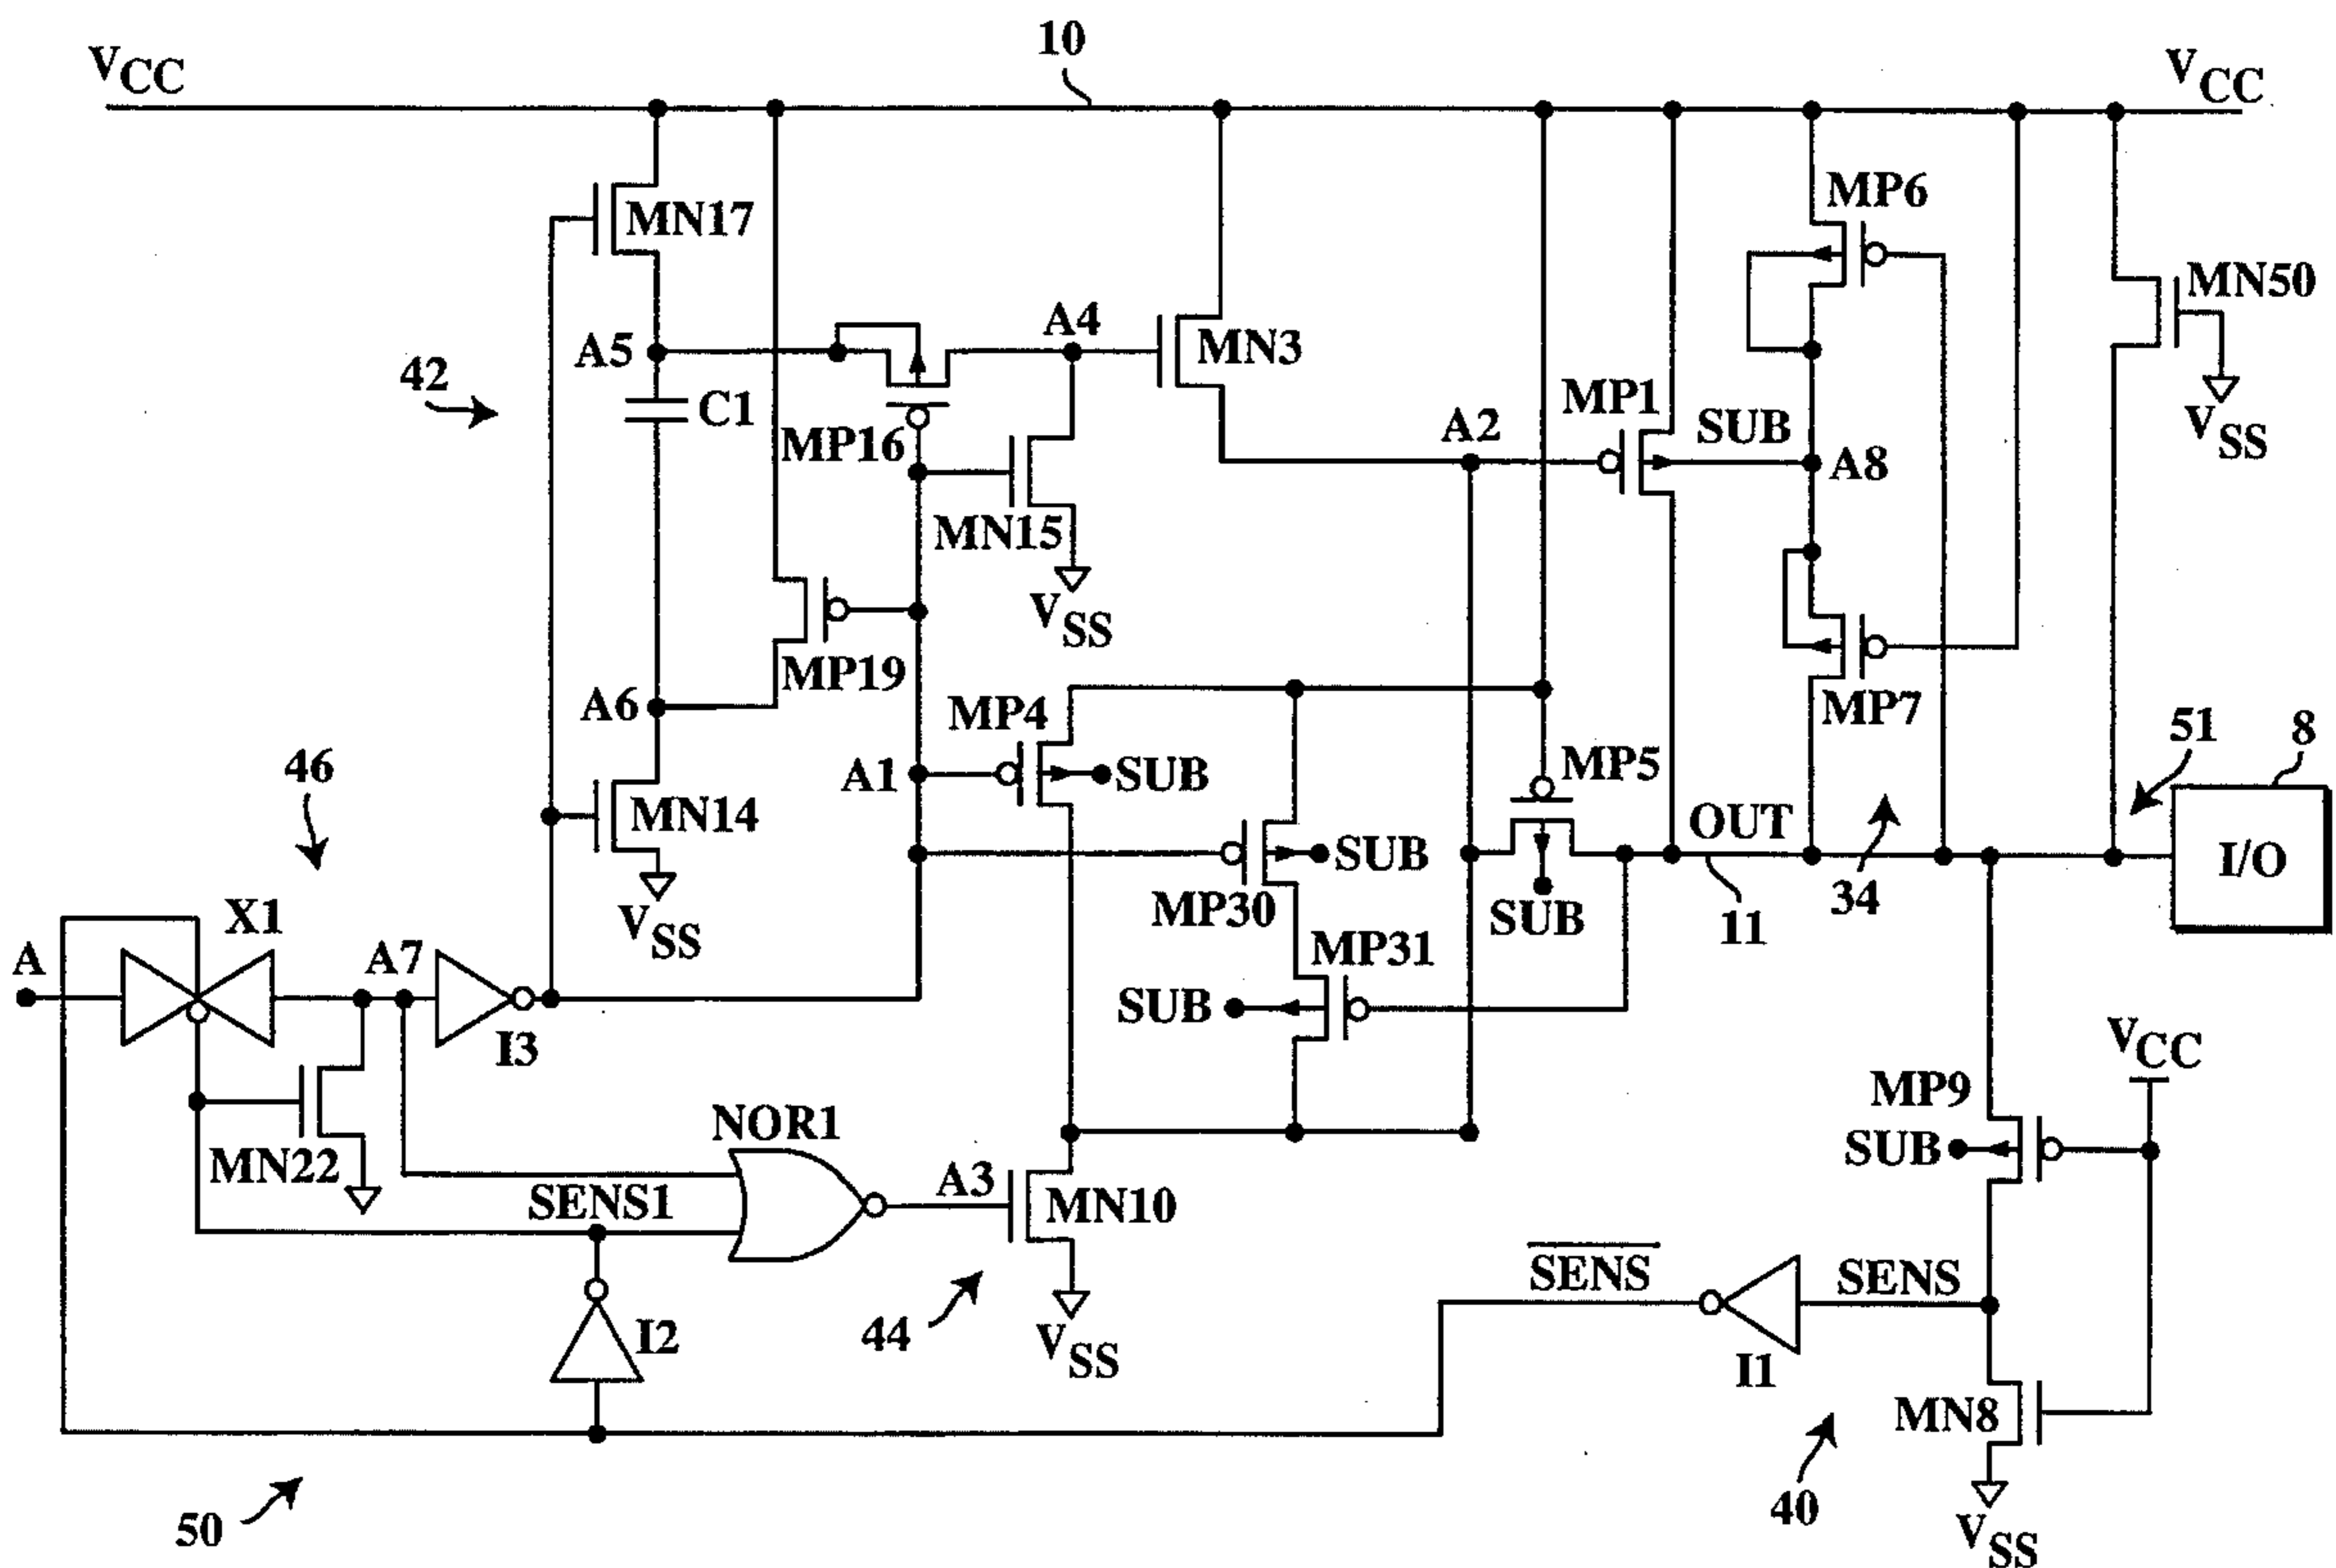 10
VCC
VCC
MP6
MN17
MN50
A5
A4
MN3
42
C1
MP1
SUB
VSS
MP16
A2
A8
MN15
MP19
VSS
A6
MP4
MP7
51
8
46
A1
SUB
MP5
MN14
OUT
SUB
I/O
MP30
34
VSS
SUB
11
X1
A
A7
MP31
SUB
I3
VCC
NOR1
MP9
MN22
SUB
A3
SENS1
MN10
SENS
SENS
44
I2
VSS
I1
MN8
50
40
VSS